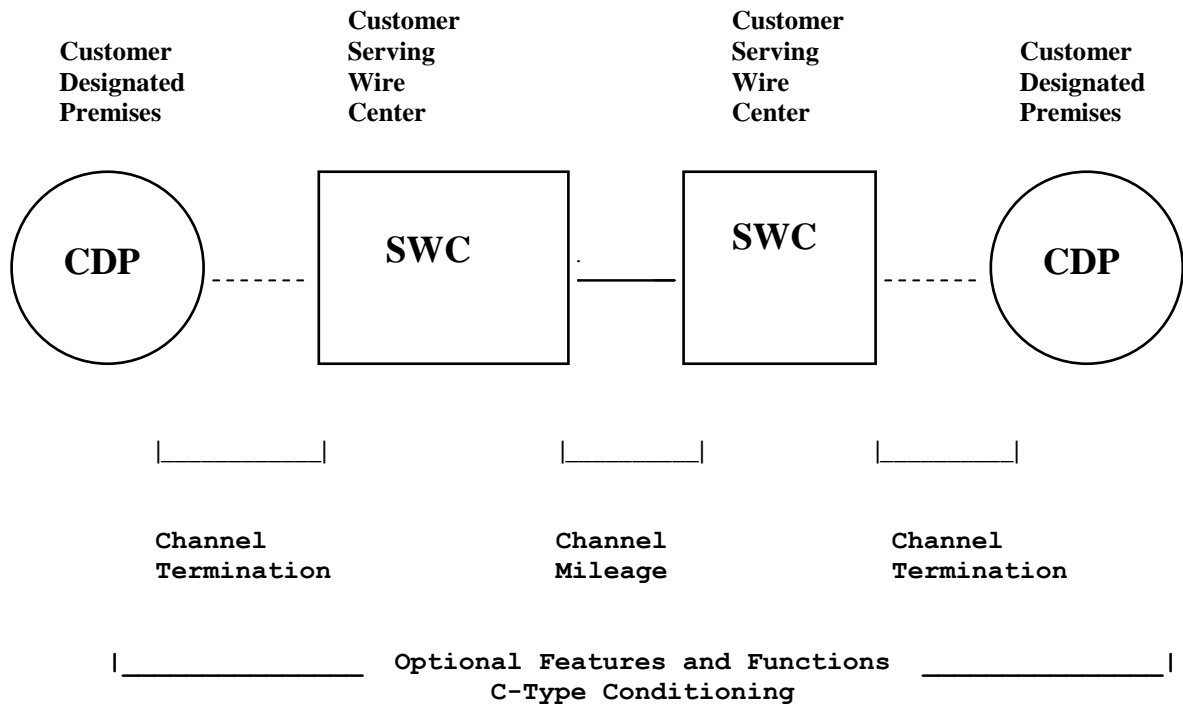 Customer
Designated
Premises
Customer
Serving
Wire
Center
Customer
Serving
Wire
Center
Customer
Designated
Premises
CDP
SWC
SWC
CDP
Channel
Termination
Channel
Mileage
Channel
Termination
Optional Features and Functions
C-Type Conditioning